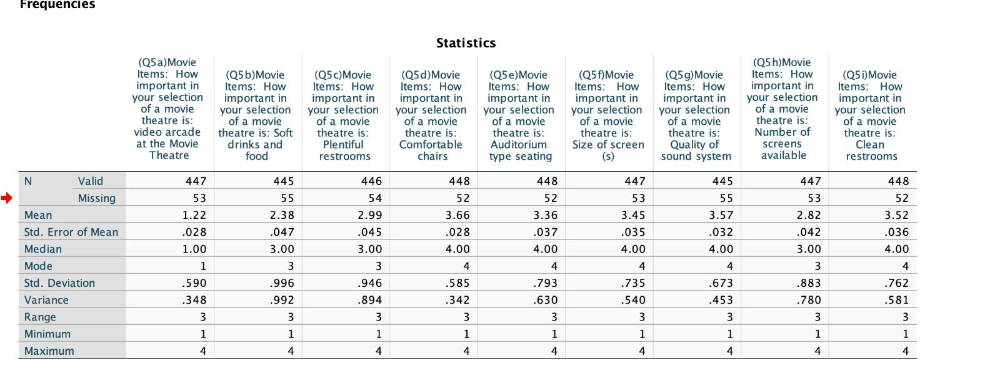 Frequencies
Statistics
(Q5a)Movie Items: How important in your selection of a movie theatre is: video arcade at the Movie Theatre
(Q5b)Movie Items: How important in your selection of a movie theatre is: Soft drinks and food
(Q5c)Movie Items: How important in your selection of a movie theatre is: Plentiful restrooms
(Q5d)Movie Items: How important in your selection of a movie theatre is: Comfortable chairs
(Q5e)Movie Items: How important in your selection of a movie theatre is: Auditorium type seating
(Q5f)Movie Items: How important in your selection of a movie theatre is: Size of screen (s)
(Q5g)Movie Items: How important in your selection of a movie theatre is: Quality of sound system
(Q5h)Movie Items: How important in your selection of a movie theatre is: Number of screens available
(Q5i)Movie Items: How important in your selection of a movie theatre is: Clean restrooms
N Valid 447 445 446 448 448 447 445 447 448
Missing 53 55 54 52 52 53 55 53 52
Mean 1.22 2.38 2.99 3.66 3.36 3.45 3.57 2.82 3.52
Std. Error of Mean .028 .047 .045 .028 .037 .035 .032 .042 .036
Median 1.00 3.00 3.00 4.00 4.00 4.00 4.00 3.00 4.00
Mode 1 3 3 4 4 4 4 3 4
Std. Deviation .590 .996 .946 .585 .793 .735 .673 .883 .762
Variance .348 .992 .894 .342 .630 .540 .453 .780 .581
Range 3 3 3 3 3 3 3 3 3
Minimum 1 1 1 1 1 1 1 1 1
Maximum 4 4 4 4 4 4 4 4 4